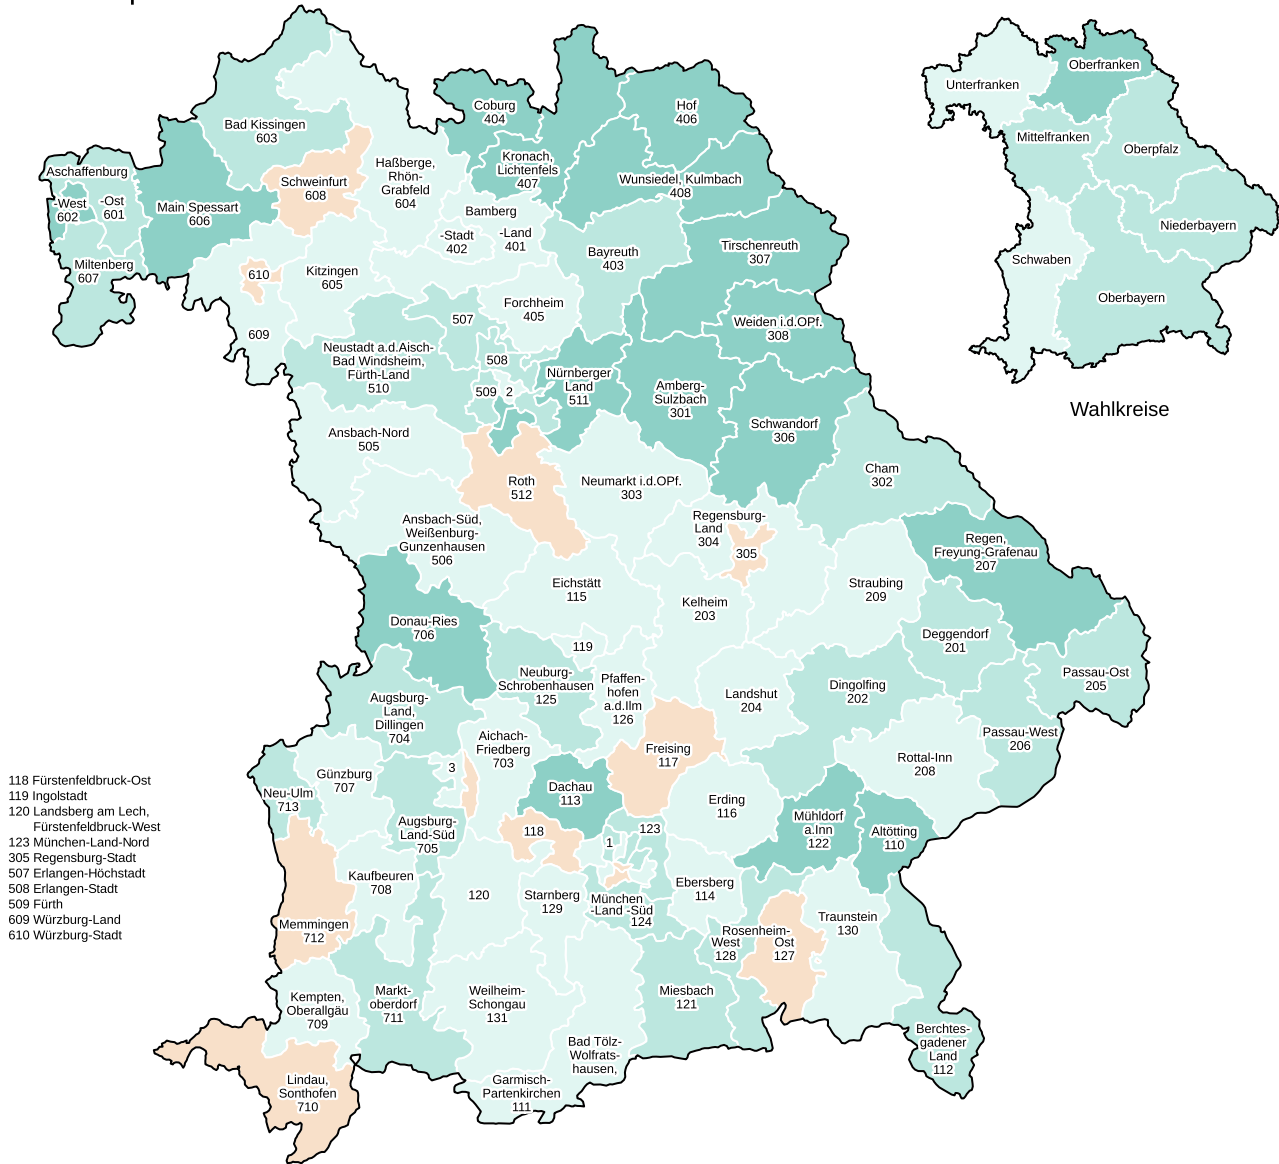 Bad Kissingen
603
Coburg
404
Hof
406
Kronach,
Lichtenfels
407
Wunsiedel, Kulmbach
408
Haßberge,
Rhön-
Grabfeld
604
Schweinfurt
608
Aschaffenburg
-West
602
-Ost
601
Main Spessart
606
Miltenberg
607
Bamberg
-Stadt
402
-Land
401
Bayreuth
403
Tirschenreuth
307
610
Kitzingen
605
609
Forchheim
405
507
Weiden i.d.OPf.
308
Neustadt a.d.Aisch-
Bad Windsheim,
Fürth-Land
510
508
509
2
Nürnberger
Land
511
Amberg-
Sulzbach
301
Schwandorf
306
Ansbach-Nord
505
Cham
302
Roth
512
Neumarkt i.d.OPf.
303
Regensburg-
Land
304
305
Ansbach-Süd,
Weißenburg-
Gunzenhausen
506
Regen,
Freyung-Grafenau
207
Eichstätt
115
Straubing
209
Kelheim
203
Donau-Ries
706
Deggendorf
201
119
Passau-Ost
205
Neuburg-
Schrobenhausen
125
Pfaffen-
hofen
a.d.Ilm
126
Landshut
204
Dingolfing
202
Augsburg-
Land,
Dillingen
704
Passau-West
206
Aichach-
Friedberg
703
Freising
117
Rottal-Inn
208
3
Günzburg
707
Neu-Ulm
713
Dachau
113
Erding
116
Mühldorf
a.Inn
122
Altötting
110
Augsburg-
Land-Süd
705
118
123
1
Kaufbeuren
708
120
Starnberg
129
München
-Land -Süd
124
Ebersberg
114
Traunstein
130
Memmingen
712
Rosenheim-
West
128
Ost
127
Kempten,
Oberallgäu
709
Markt-
oberdorf
711
Weilheim-
Schongau
131
Miesbach
121
Bad Tölz-
Wolfrats-
hausen,
Garmisch-
Partenkirchen
111
Berchtes-
gadener
Land
112
Lindau,
Sonthofen
710
118 Fürstenfeldbruck-Ost
119 Ingolstadt
120 Landsberg am Lech,
Fürstenfeldbruck-West
123 München-Land-Nord
305 Regensburg-Stadt
507 Erlangen-Höchstadt
508 Erlangen-Stadt
509 Fürth
609 Würzburg-Land
610 Würzburg-Stadt
Unterfranken
Oberfranken
Mittelfranken
Oberpfalz
Niederbayern
Schwaben
Oberbayern
Wahlkreise